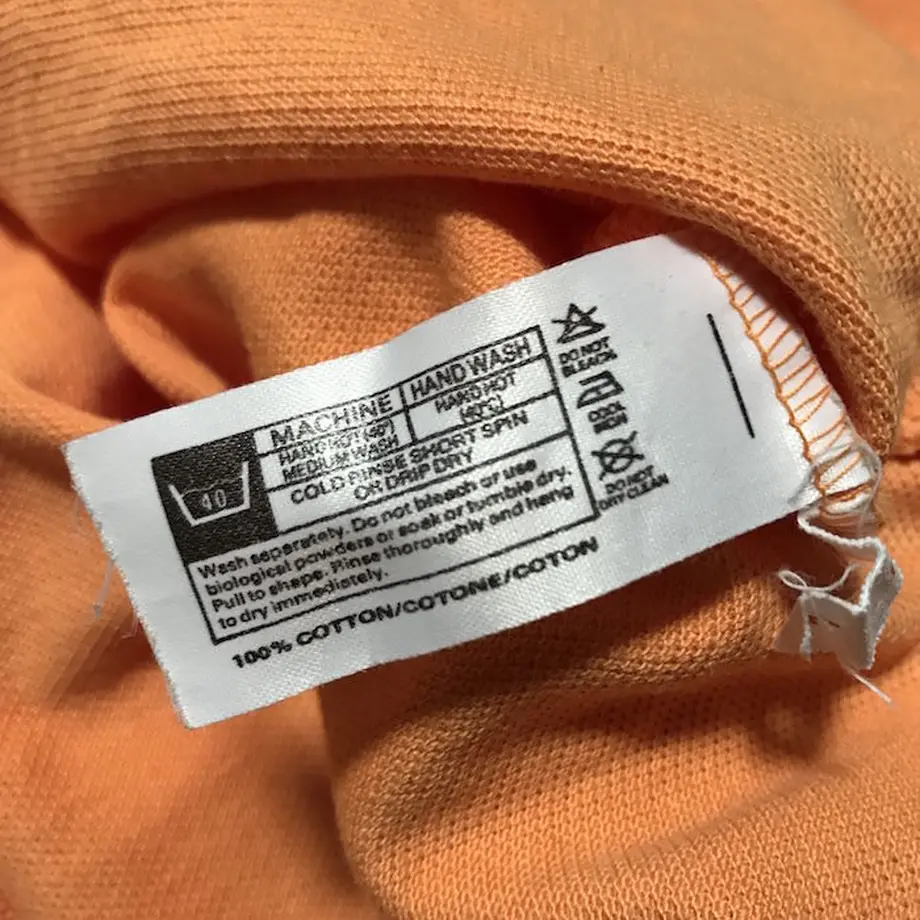 40
MACHINE
HAND HOT (40°)
MEDIUM WASH
HAND WASH
HAND HOT
(40°C)
COLD RINSE SHORT SPIN
OR DRIP DRY
Wash separately. Do not bleach or use
biological powders or soak or tumble dry.
Pull to shape. Rinse thoroughly and hang
to dry immediately.
100% COTTON/COTONE/COTON
DO NOT
BLEACH
COOL
IRON
DO NOT
DRY CLEAN